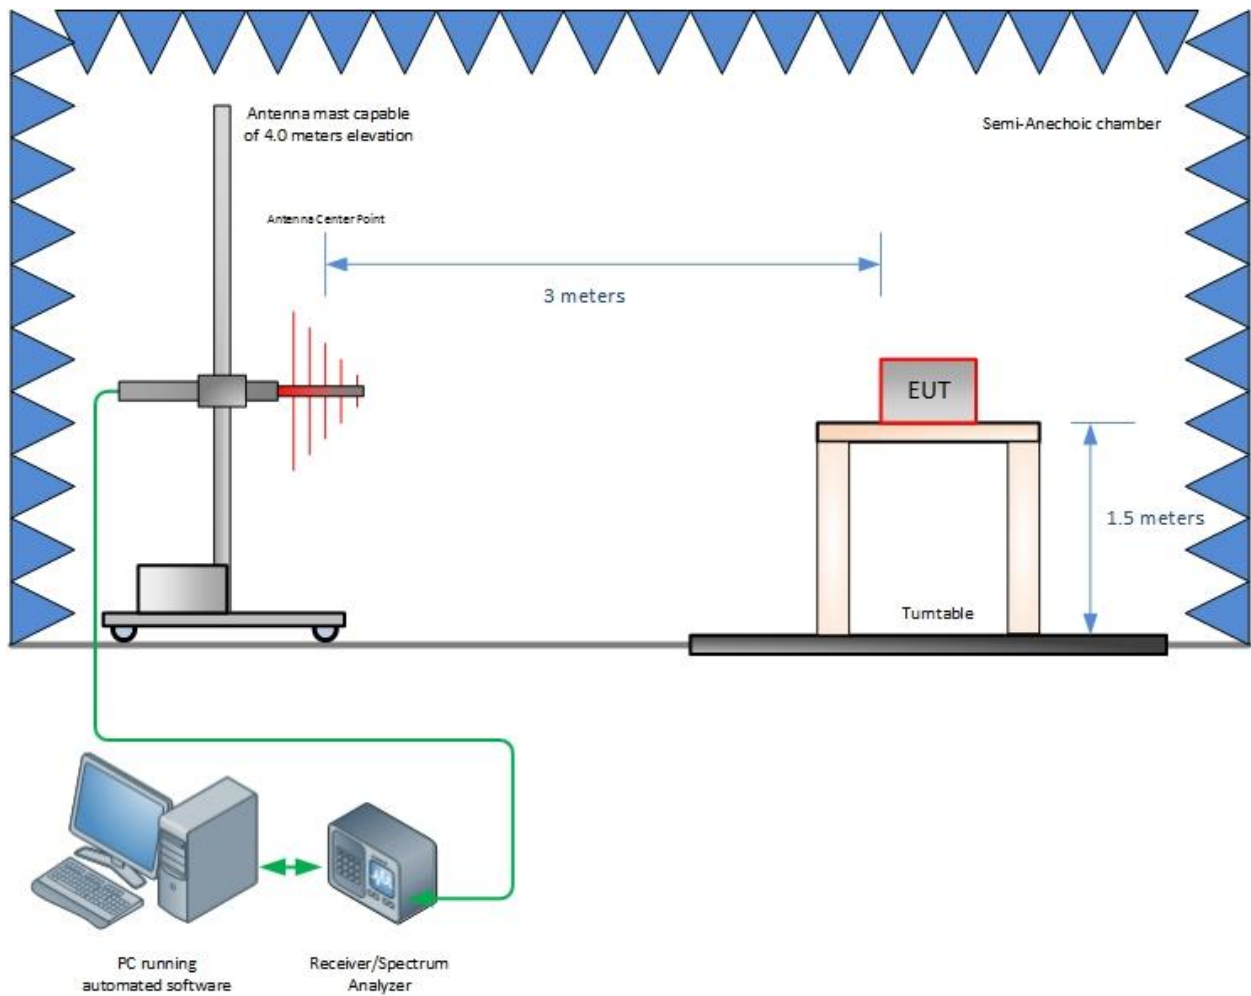 Antenna mast capable
of 4.0 meters elevation
Semi-Anechoic chamber
Antenna Center Point
3 meters
EUT
1.5 meters
Turntable
PC running
automated software
Receiver/Spectrum
Analyzer